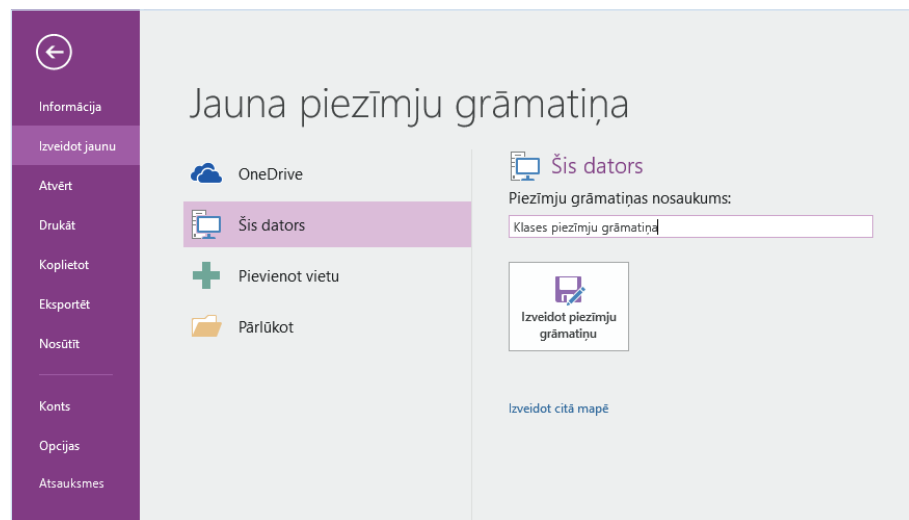 Informācija
Izveidot jaunu
Atvērt
Drukāt
Koplietot
Eksportēt
Nosūtīt
Konts
Opcijas
Atsauksmes
Jauna piezīmju grāmatiņa
OneDrive
Šis dators
Pievienot vietu
Pārlūkot
Šis dators
Piezīmju grāmatiņas nosaukums:
Klases piezīmju grāmatiņa
Izveidot piezīmju
grāmatiņu
Izveidot citā mapē